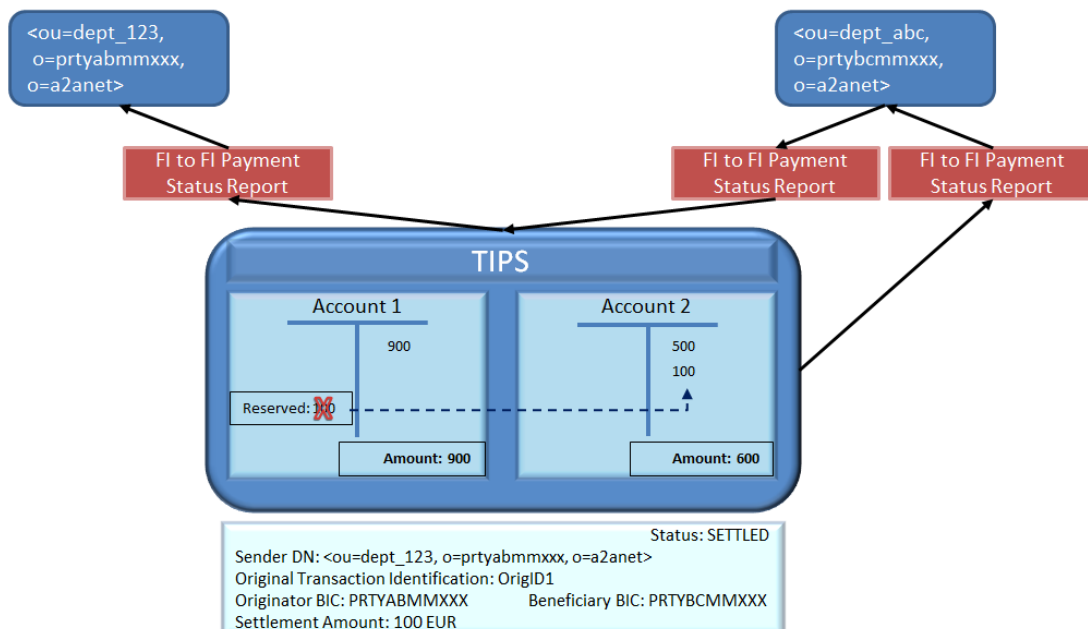 <ou=dept_123,
o=prtyabmmxxx,
o=a2anet>
<ou=dept_abc,
o=prtybcmmxxx,
o=a2anet>
FI to FI Payment
Status Report
FI to FI Payment
Status Report
FI to FI Payment
Status Report
TIPS
Account 1
900
Reserved: 100
Amount: 900
Account 2
500
100
Amount: 600
Status: SETTLED
Sender DN: <ou=dept_123, o=prtyabmmxxx, o=a2anet>
Original Transaction Identification: OrigID1
Originator BIC: PRTYABMMXXX Beneficiary BIC: PRTYBCMMXXX
Settlement Amount: 100 EUR